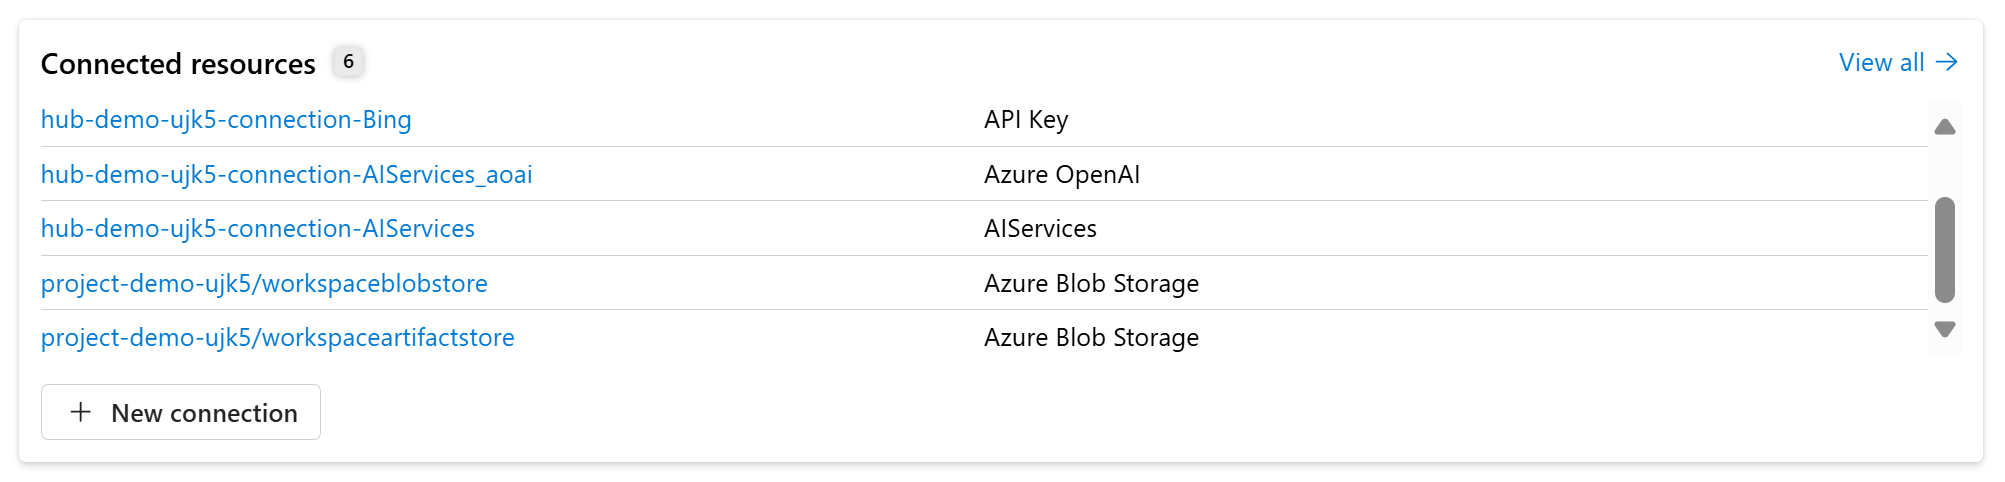 Connected resources 6 View all
hub-demo-ujk5-connection-Bing API Key
hub-demo-ujk5-connection-AIServices_aoai Azure OpenAI
hub-demo-ujk5-connection-AIServices AIServices
project-demo-ujk5/workspaceblobstore Azure Blob Storage
project-demo-ujk5/workspaceartifactstore Azure Blob Storage
New connection